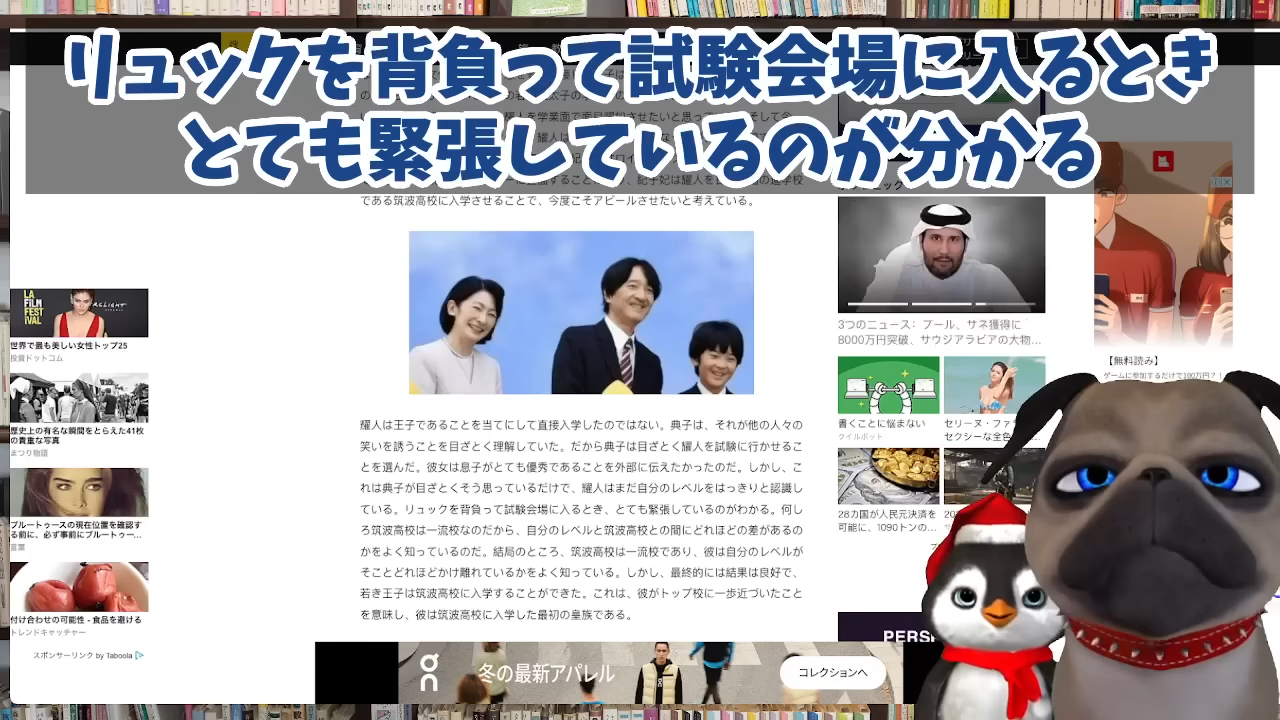 リュックを背負って試験会場に入るとき
とても緊張しているのが分かる
である筑波高校に入学させることで、今度こそアピールさせたいと考えている。
耀人は王子であることを当てにして直接入学したのではない。典子は、それが他の人々の
笑いを誘うことを目ざとく理解していた。だから典子は目ざとく耀人を試験に行かせるこ
とを選んだ。彼女は息子がとても優秀であることを外部に伝えたかったのだ。しかし、こ
れは典子が目ざとくそう思っているだけで、耀人はまだ自分のレベルをはっきりと認識し
ている。リュックを背負って試験会場に入るとき、とても緊張しているのがわかる。何し
ろ筑波高校は一流校なのだから、自分のレベルと筑波高校との間にどれほどの差があるの
かをよく知っているのだ。結局のところ、筑波高校は一流校であり、彼は自分のレベルが
そことどれほどかけ離れているかをよく知っている。しかし、最終的には結果は良好で、
若き王子は筑波高校に入学することができた。これは、彼がトップ校に一歩近づいたこと
を意味し、彼は筑波高校に入学した最初の皇族である。
LA
FILM
FEST
IVAL
世界で最も美しい女性トップ25
投資ドットコム
歴史上の有名な瞬間をとらえた41枚
の貴重な写真
まつり物語
ブルートゥースの現在位置を確認す
る前に、必ず事前にブルートゥー…
言葉
付け合わせの可能性 - 食品を避ける
トレンドキャッチャー
スポンサーリンク by Taboola
3つのニュース: プール、サネ獲得に
8000万円突破、サウジアラビアの大物…
書くことに悩まない
ワイルボット
セリーヌ・ファ
セクシーな全色
28カ国が人民元決済を
可能に、1090トンの…
【無料読み】
ゲームに参加するだけで100万円？！
PERS
on
冬の最新アパレル
コレクションへ